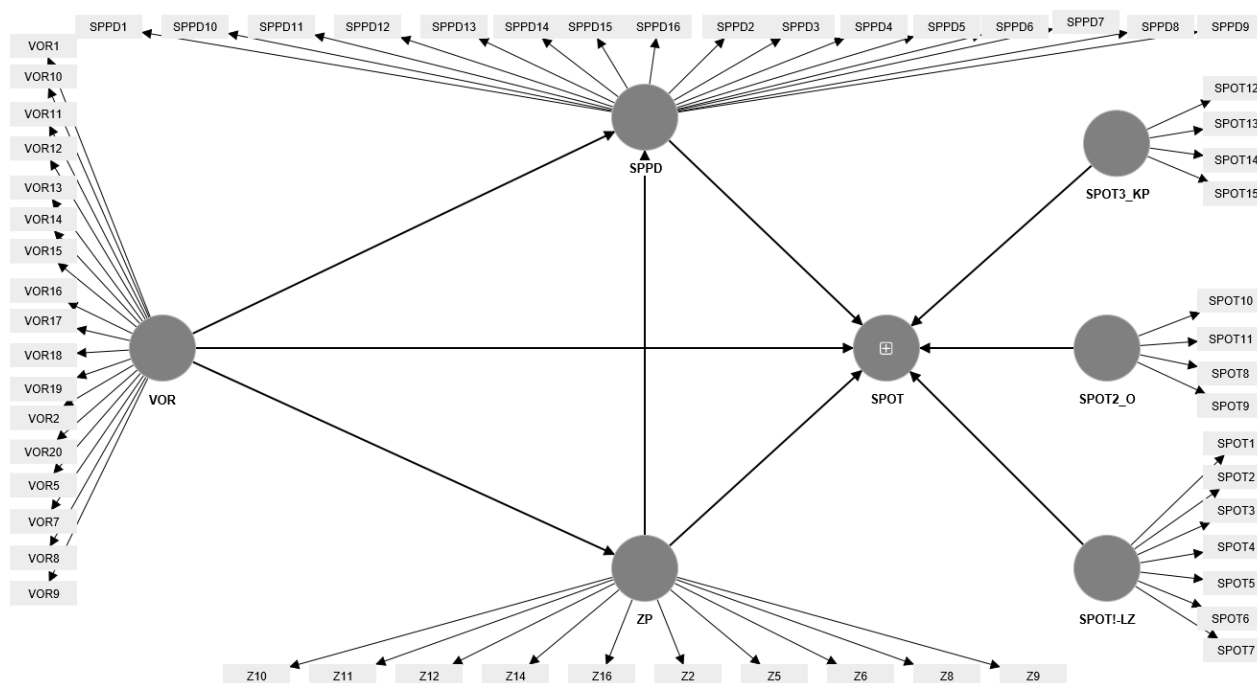 SPPD1
SPPD10
SPPD11
SPPD12
SPPD13
SPPD14
SPPD15
SPPD16
SPPD2
SPPD3
SPPD4
SPPD5
SPPD6
SPPD7
SPPD8
SPPD9
VOR1
VOR10
VOR11
VOR12
VOR13
VOR14
VOR15
VOR16
VOR17
VOR18
VOR19
VOR2
VOR20
VOR5
VOR7
VOR8
VOR9
VOR
SPPD
SPOT
ZP
SPOT3_KP
SPOT12
SPOT13
SPOT14
SPOT15
SPOT2_O
SPOT10
SPOT11
SPOT8
SPOT9
SPOT!-LZ
SPOT1
SPOT2
SPOT3
SPOT4
SPOT5
SPOT6
SPOT7
Z10
Z11
Z12
Z14
Z16
Z2
Z5
Z6
Z8
Z9